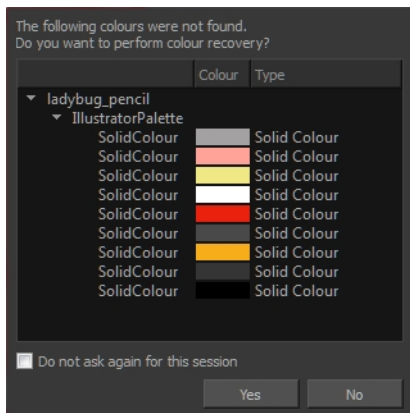 The following colours were not found.
Do you want to perform colour recovery?
Colour Type
ladybug_pencil
IllustratorPalette
SolidColour Solid Colour
SolidColour Solid Colour
SolidColour Solid Colour
SolidColour Solid Colour
SolidColour Solid Colour
SolidColour Solid Colour
SolidColour Solid Colour
SolidColour Solid Colour
SolidColour Solid Colour
Do not ask again for this session
Yes No